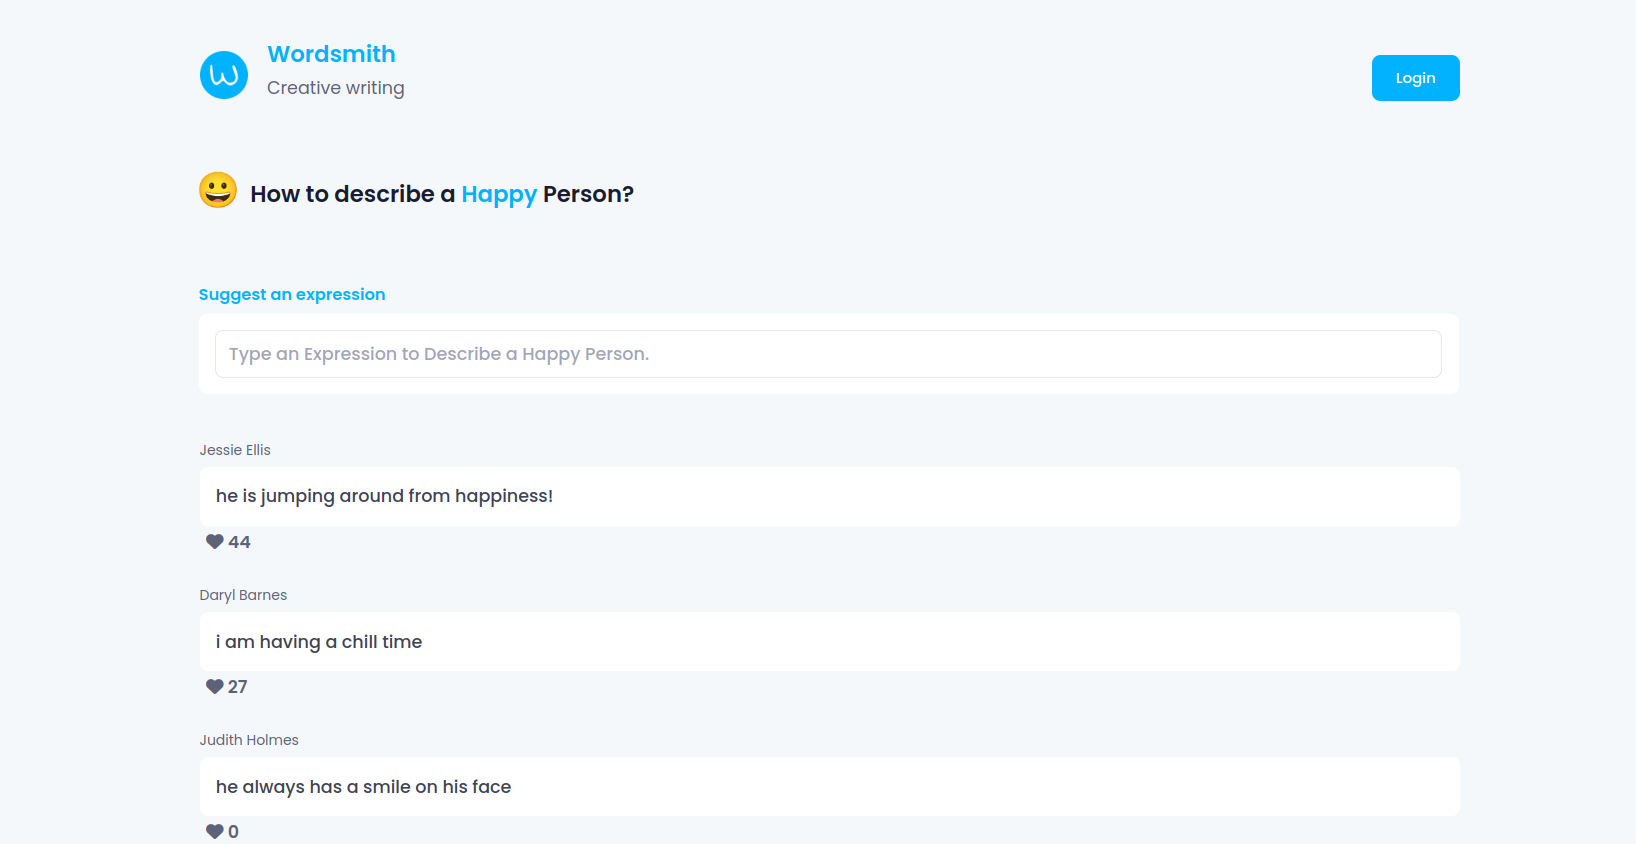 Wordsmith
Creative writing
Login
How to describe a Happy Person?
Suggest an expression
Type an Expression to Describe a Happy Person.
Jessie Ellis
he is jumping around from happiness!
44
Daryl Barnes
i am having a chill time
27
Judith Holmes
he always has a smile on his face
0